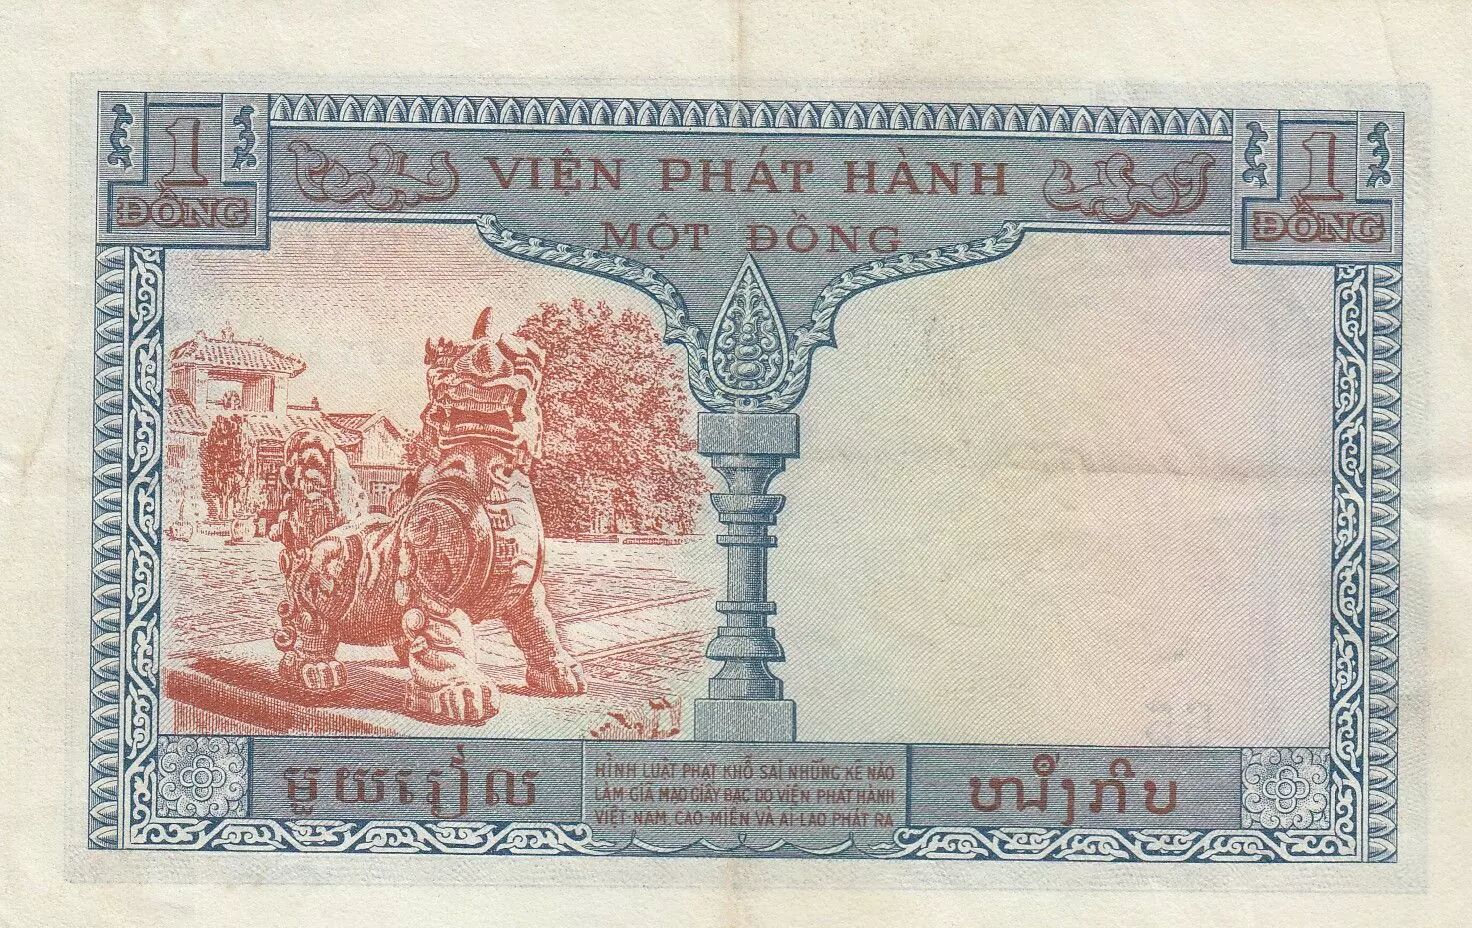 1
ĐỒNG
VIỆN PHÁT HÀNH
MỘT ĐỒNG
1
ĐỒNG
មួយរៀល
HÌNH LUẬT PHẠT KHỔ SAI NHỮNG KẺ NÀO
LÀM GIẢ MẠO GIẤY BẠC DO VIỆN PHÁT HÀNH
VIỆT-NAM, CAO-MIÊN VÀ AI-LAO PHÁT RA
ໜຶ່ງກີບ